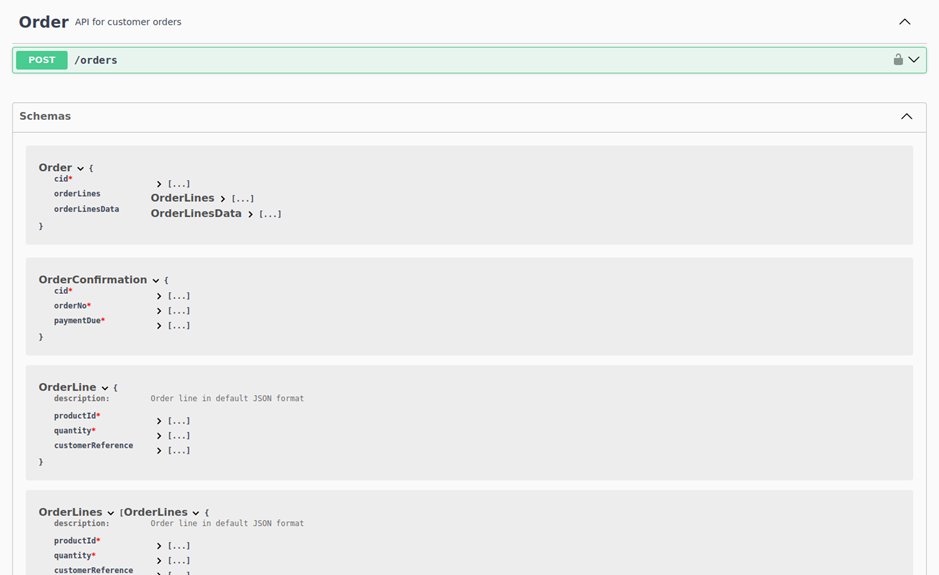 Order API for customer orders
POST /orders
Schemas
Order {
cid* [...]
orderLines OrderLines [...]
orderLinesData OrderLinesData [...]
}
OrderConfirmation {
cid* [...]
orderNo* [...]
paymentDue* [...]
}
OrderLine {
description: Order line in default JSON format
productId* [...]
quantity* [...]
customerReference [...]
}
OrderLines [OrderLines {
description: Order line in default JSON format
productId* [...]
quantity* [...]
customerReference [...]